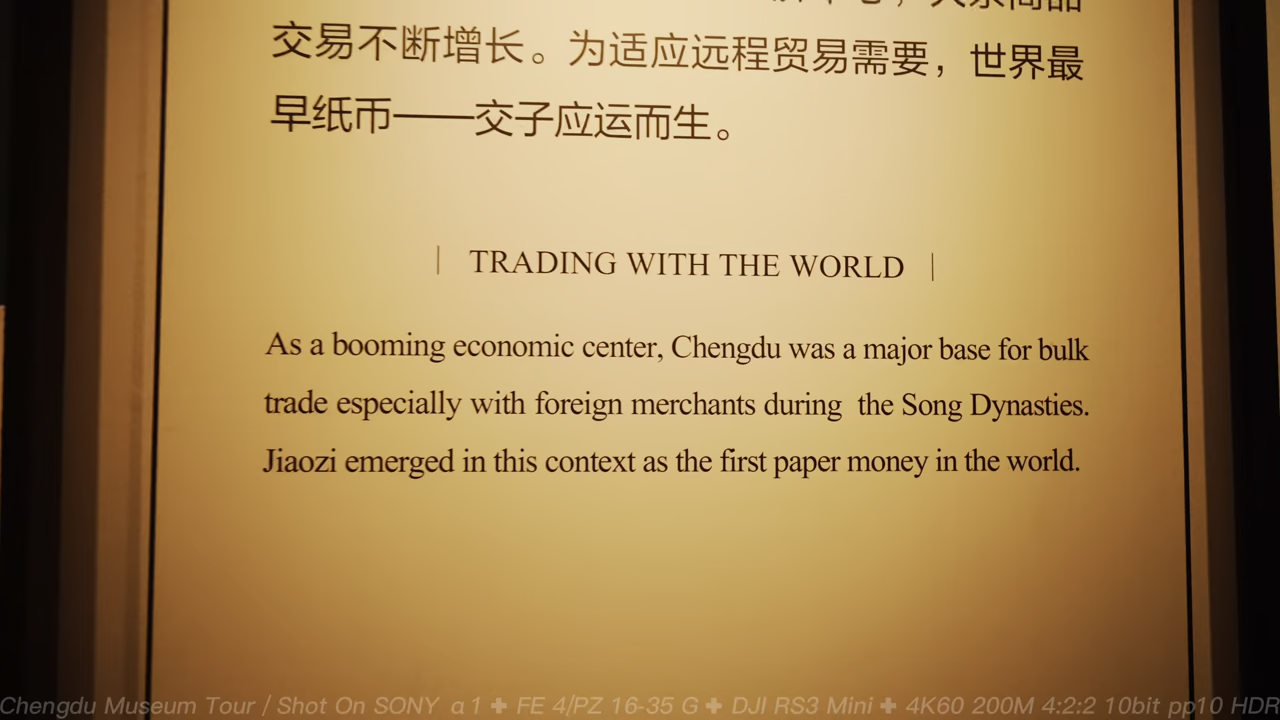 大宗商品
交易不断增长。为适应远程贸易需要，世界最
早纸币——交子应运而生。
TRADING WITH THE WORLD
As a booming economic center, Chengdu was a major base for bulk
trade especially with foreign merchants during the Song Dynasties.
Jiaozi emerged in this context as the first paper money in the world.
Chengdu Museum Tour / Shot On SONY α1 ✚ FE 4/PZ 16-35 G ✚ DJI RS3 Mini ✚ 4K60 200M 4:2:2 10bit pp10 HDR